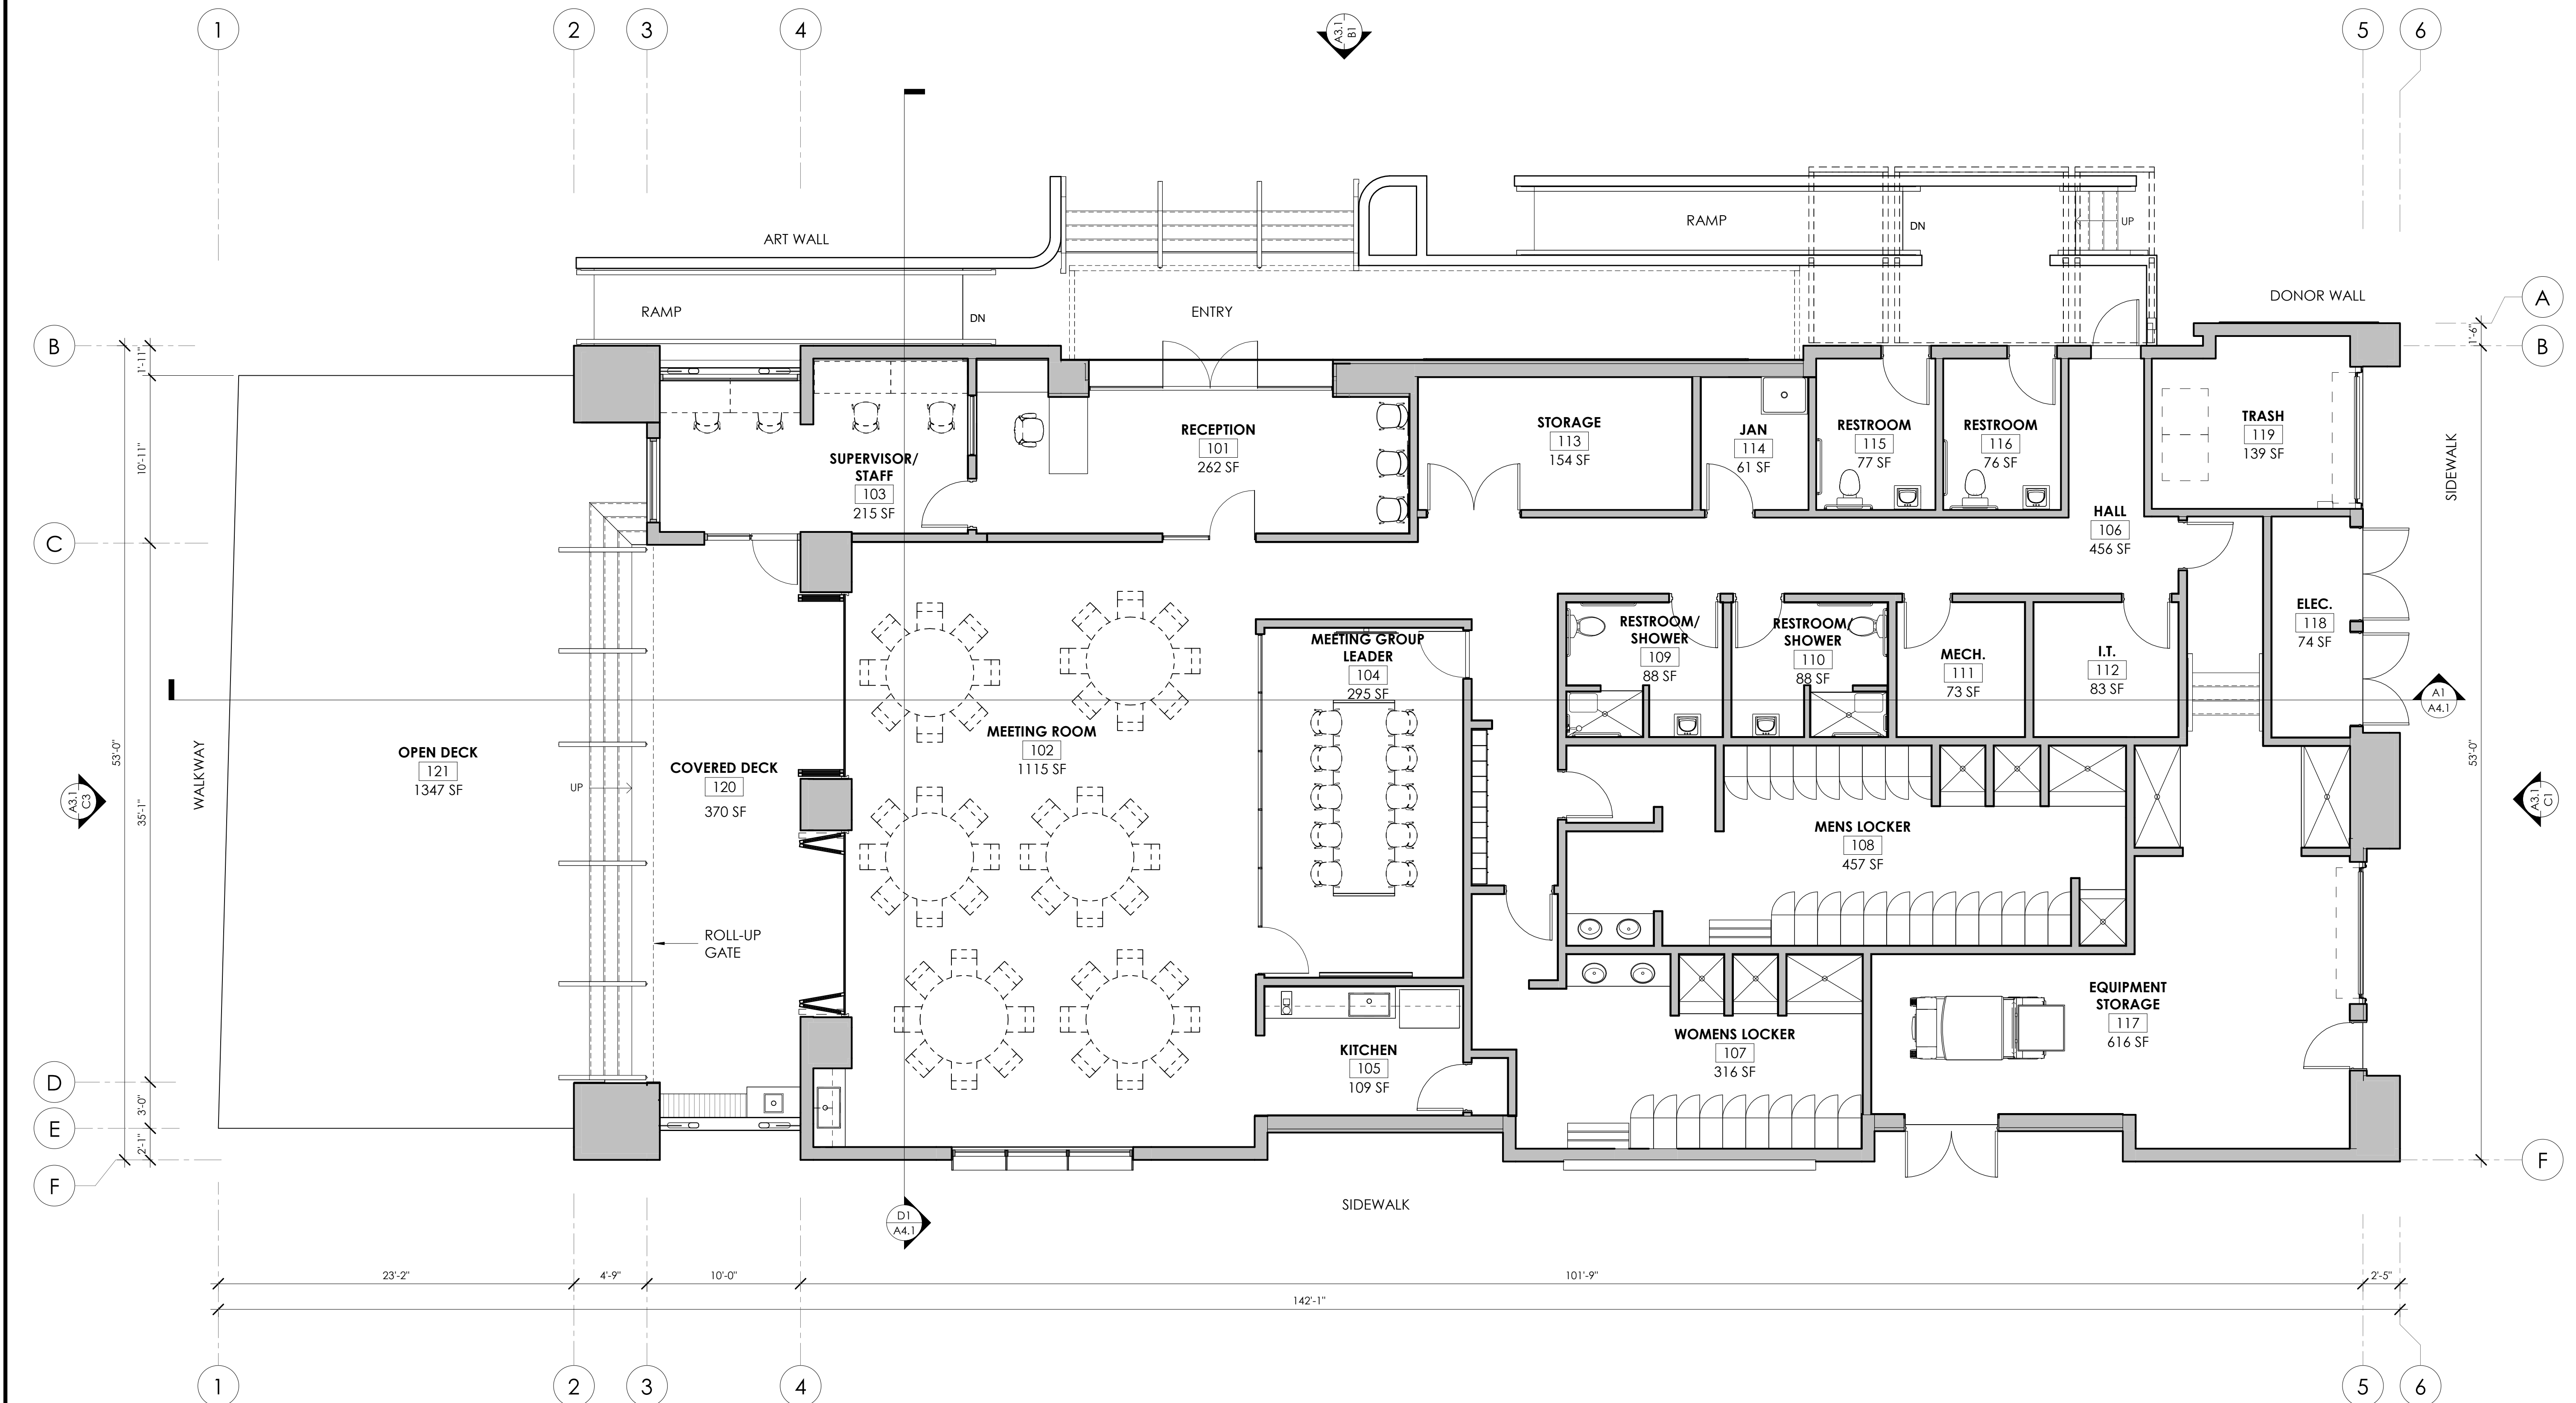 1
2
3
4
5
6
A3.1
B1
ART WALL
RAMP
DN
UP
RAMP
DN
ENTRY
DONOR WALL
A
B
B
1'-11"
1'-6"
RECEPTION
101
262 SF
SUPERVISOR/
STAFF
103
215 SF
STORAGE
113
154 SF
JAN
114
61 SF
RESTROOM
115
77 SF
RESTROOM
116
76 SF
TRASH
119
139 SF
SIDEWALK
10'-11"
C
HALL
106
456 SF
ELEC.
118
74 SF
MEETING GROUP
LEADER
104
295 SF
RESTROOM/
SHOWER
109
88 SF
RESTROOM/
SHOWER
110
88 SF
MECH.
111
73 SF
I.T.
112
83 SF
A1
A4.1
MEETING ROOM
102
1115 SF
OPEN DECK
121
1347 SF
COVERED DECK
120
370 SF
UP
WALKWAY
53'-0"
53'-0"
35'-1"
A3.1
C3
A3.1
C1
MENS LOCKER
108
457 SF
ROLL-UP
GATE
EQUIPMENT
STORAGE
117
616 SF
WOMENS LOCKER
107
316 SF
KITCHEN
105
109 SF
D
3'-0"
E
2'-1"
F
F
SIDEWALK
D1
A4.1
23'-2"
4'-9"
10'-0"
101'-9"
2'-5"
142'-1"
1
2
3
4
5
6